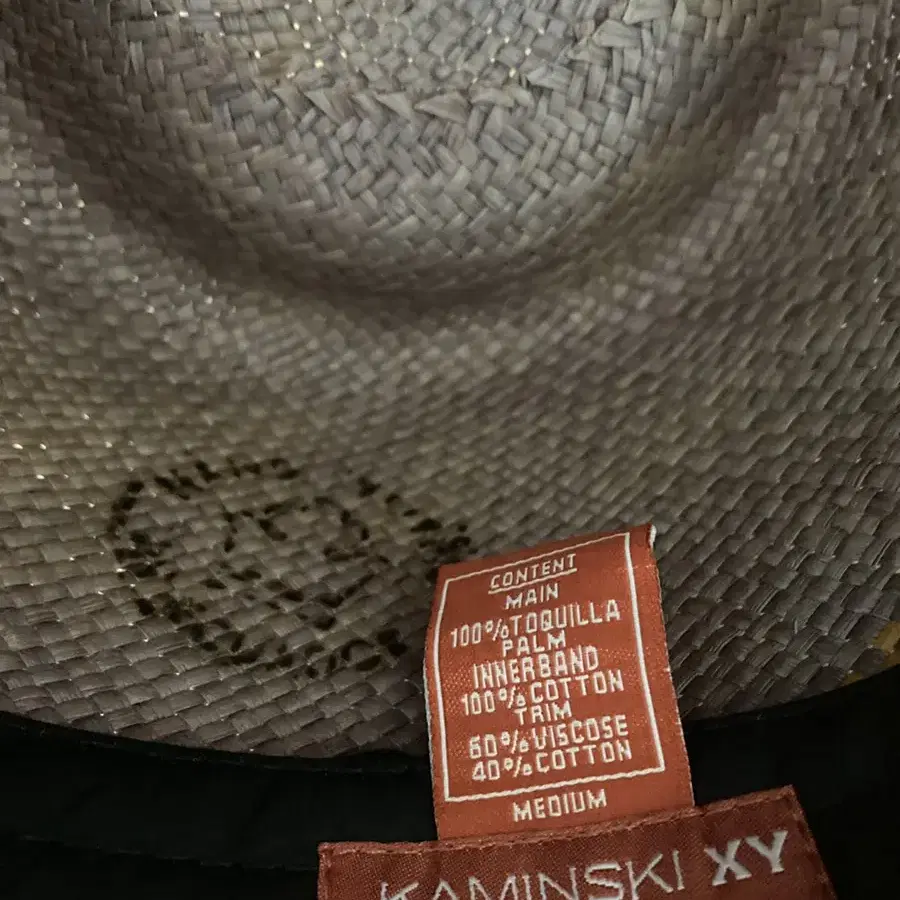 CONTENT
MAIN
100% TOQUILLA
PALM
INNERBAND
100% COTTON
TRIM
60% VISCOSE
40% COTTON
MEDIUM
KAMINSKI XY